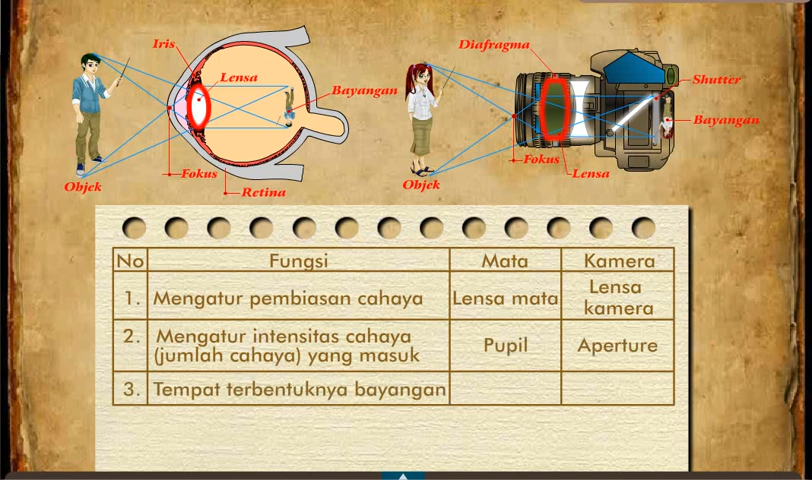 Iris
Lensa
Bayangan
Objek
Fokus
Retina
Diafragma
Shutter
Bayangan
Fokus
Lensa
Objek
No Fungsi Mata Kamera
1. Mengatur pembiasan cahaya Lensa mata Lensa
kamera
2. Mengatur intensitas cahaya
(jumlah cahaya) yang masuk Pupil Aperture
3. Tempat terbentuknya bayangan